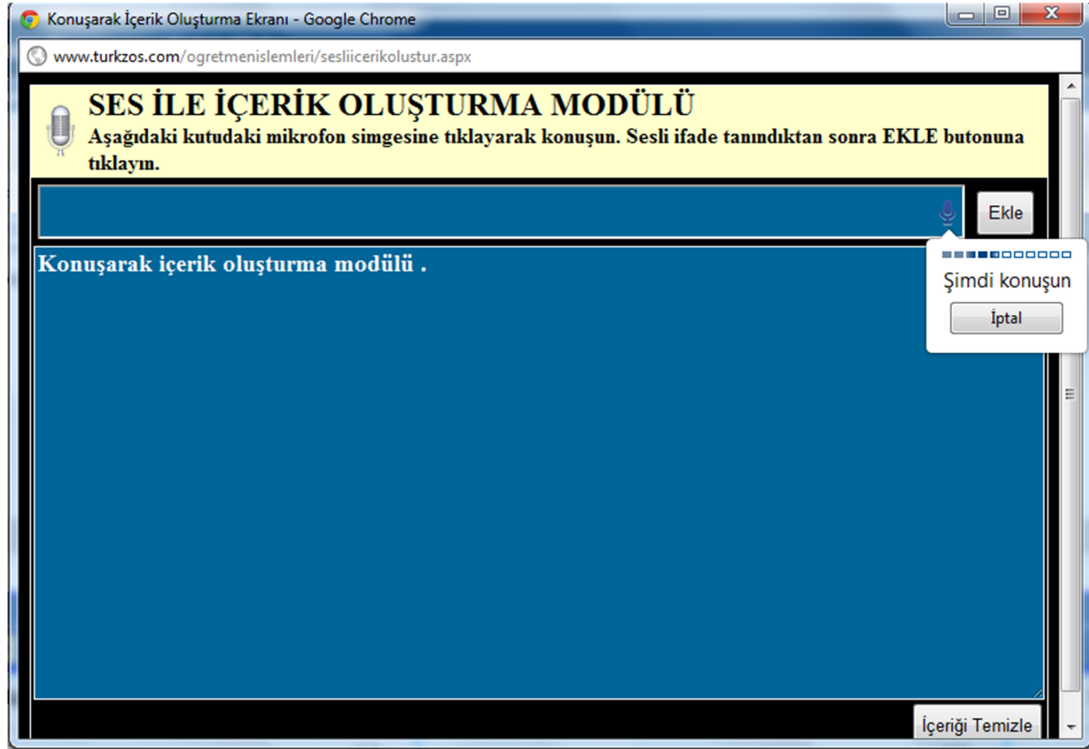 Konuşarak İçerik Oluşturma Ekranı - Google Chrome
www.turkzos.com/ogretmenislemleri/sesliicerikolustur.aspx
SES İLE İÇERİK OLUŞTURMA MODÜLÜ
Aşağıdaki kutudaki mikrofon simgesine tıklayarak konuşun. Sesli ifade tanındıktan sonra EKLE butonuna
tıklayın.
Ekle
Konuşarak içerik oluşturma modülü .
Şimdi konuşun
İptal
İçeriği Temizle